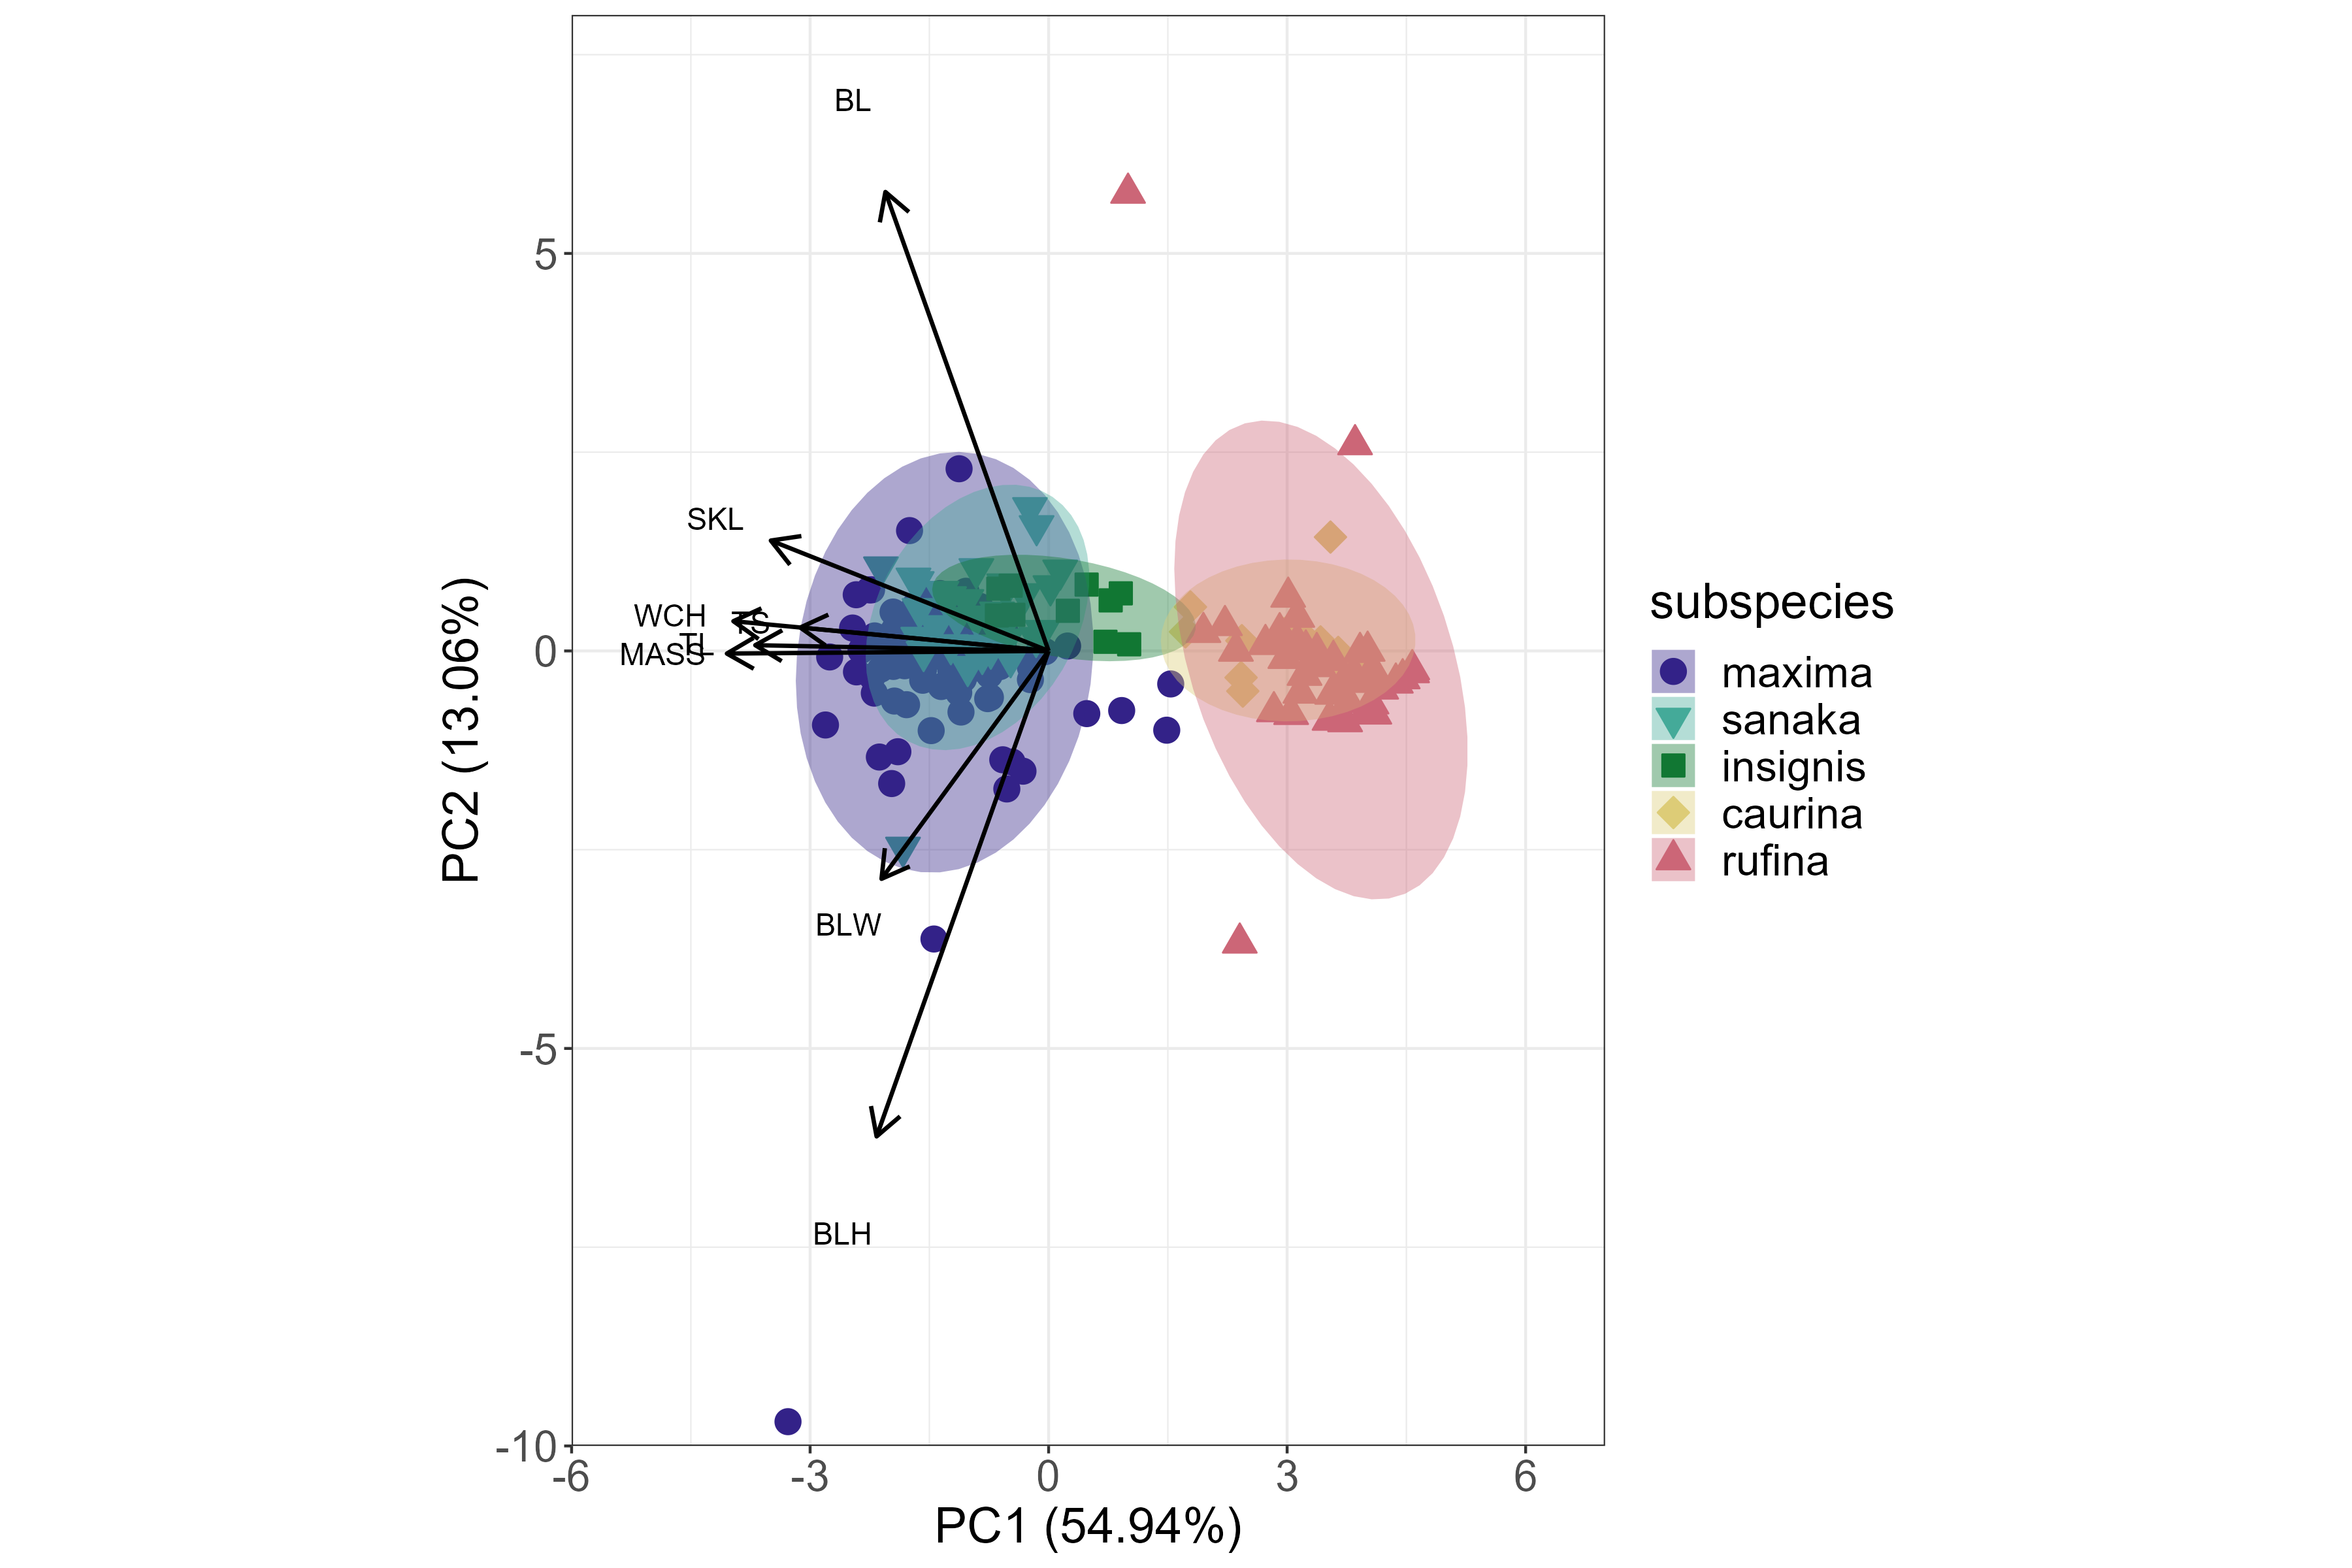 BL
5
SKL
WCH
TS
TL
MASS
0
BLW
-5
BLH
-10
-6
-3
0
3
6
PC1 (54.94%)
PC2 (13.06%)
subspecies
maxima
sanaka
insignis
caurina
rufina